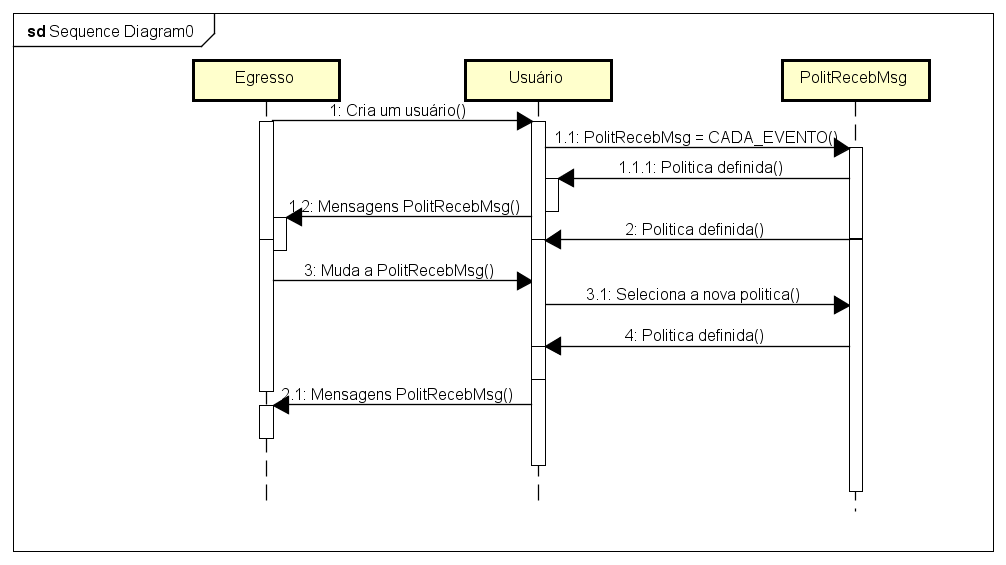 sd Sequence Diagram0
Egresso
Usuário
PolitRecebMsg
1: Cria um usuário()
1.1: PolitRecebMsg = CADA_EVENTO()
1.1.1: Politica definida()
1.2: Mensagens PolitRecebMsg()
2: Politica definida()
3: Muda a PolitRecebMsg()
3.1: Seleciona a nova politica()
4: Politica definida()
2.1: Mensagens PolitRecebMsg()